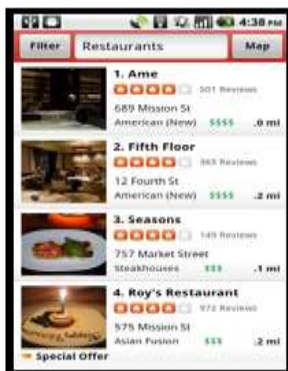 4:38 PM
Filter Restaurants Map
1. Ame
501 Reviews
689 Mission St
American (New) $$$$ .0 mi
2. Fifth Floor
Reviews
12 Fourth St
American (New) $$$$ .2 mi
3. Seasons
149 Reviews
757 Market Street
Steakhouses $$$ .1 mi
4. Roy's Restaurant
972 Reviews
575 Mission St
Asian Fusion $$$ .2 mi
Special Offer